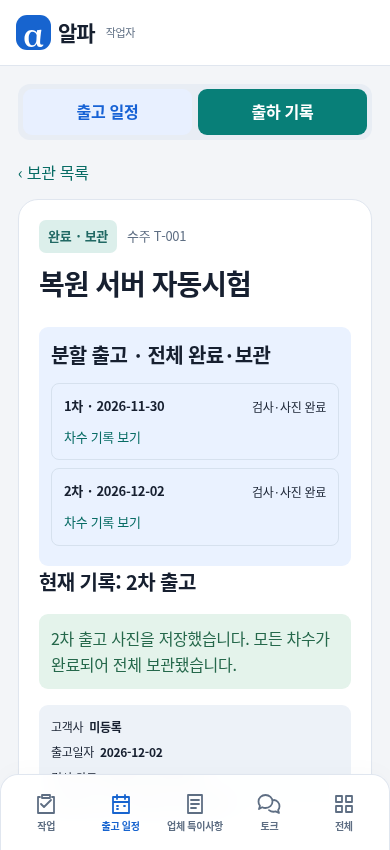 α 알파 작업자
출고 일정 출하 기록
‹ 보관 목록
완료 · 보관 수주 T-001
복원 서버 자동시험
분할 출고 · 전체 완료·보관
1차 · 2026-11-30 검사·사진 완료
차수 기록 보기
2차 · 2026-12-02 검사·사진 완료
차수 기록 보기
현재 기록: 2차 출고
2차 출고 사진을 저장했습니다. 모든 차수가
완료되어 전체 보관됐습니다.
고객사 미등록
출고일자 2026-12-02
작업 출고 일정 업체 특이사항 토크 전체